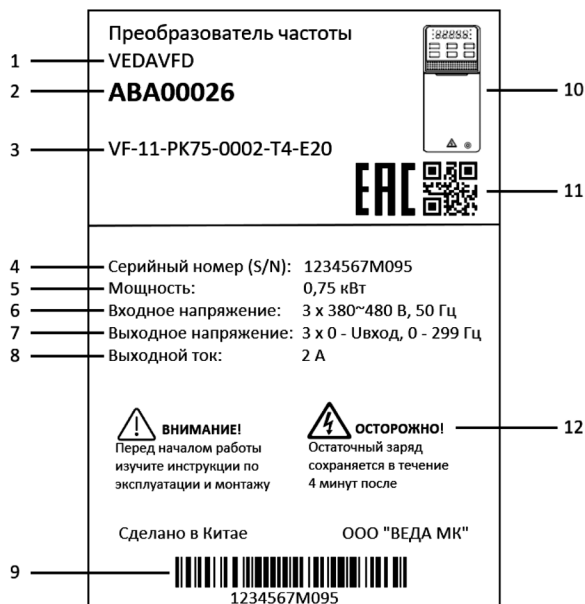 Преобразователь частоты
1 VEDAVFD
2 ABA00026
10
3 VF-11-PK75-0002-T4-E20
EAC
11
4 Серийный номер (S/N): 1234567M095
5 Мощность: 0,75 кВт
6 Входное напряжение: 3 x 380~480 В, 50 Гц
7 Выходное напряжение: 3 x 0 - Uвход, 0 - 299 Гц
8 Выходной ток: 2 А
ВНИМАНИЕ!
Перед началом работы
изучите инструкции по
эксплуатации и монтажу
ОСТОРОЖНО! 12
Остаточный заряд
сохраняется в течение
4 минут после
Сделано в Китае ООО "ВЕДА МК"
9
1234567M095